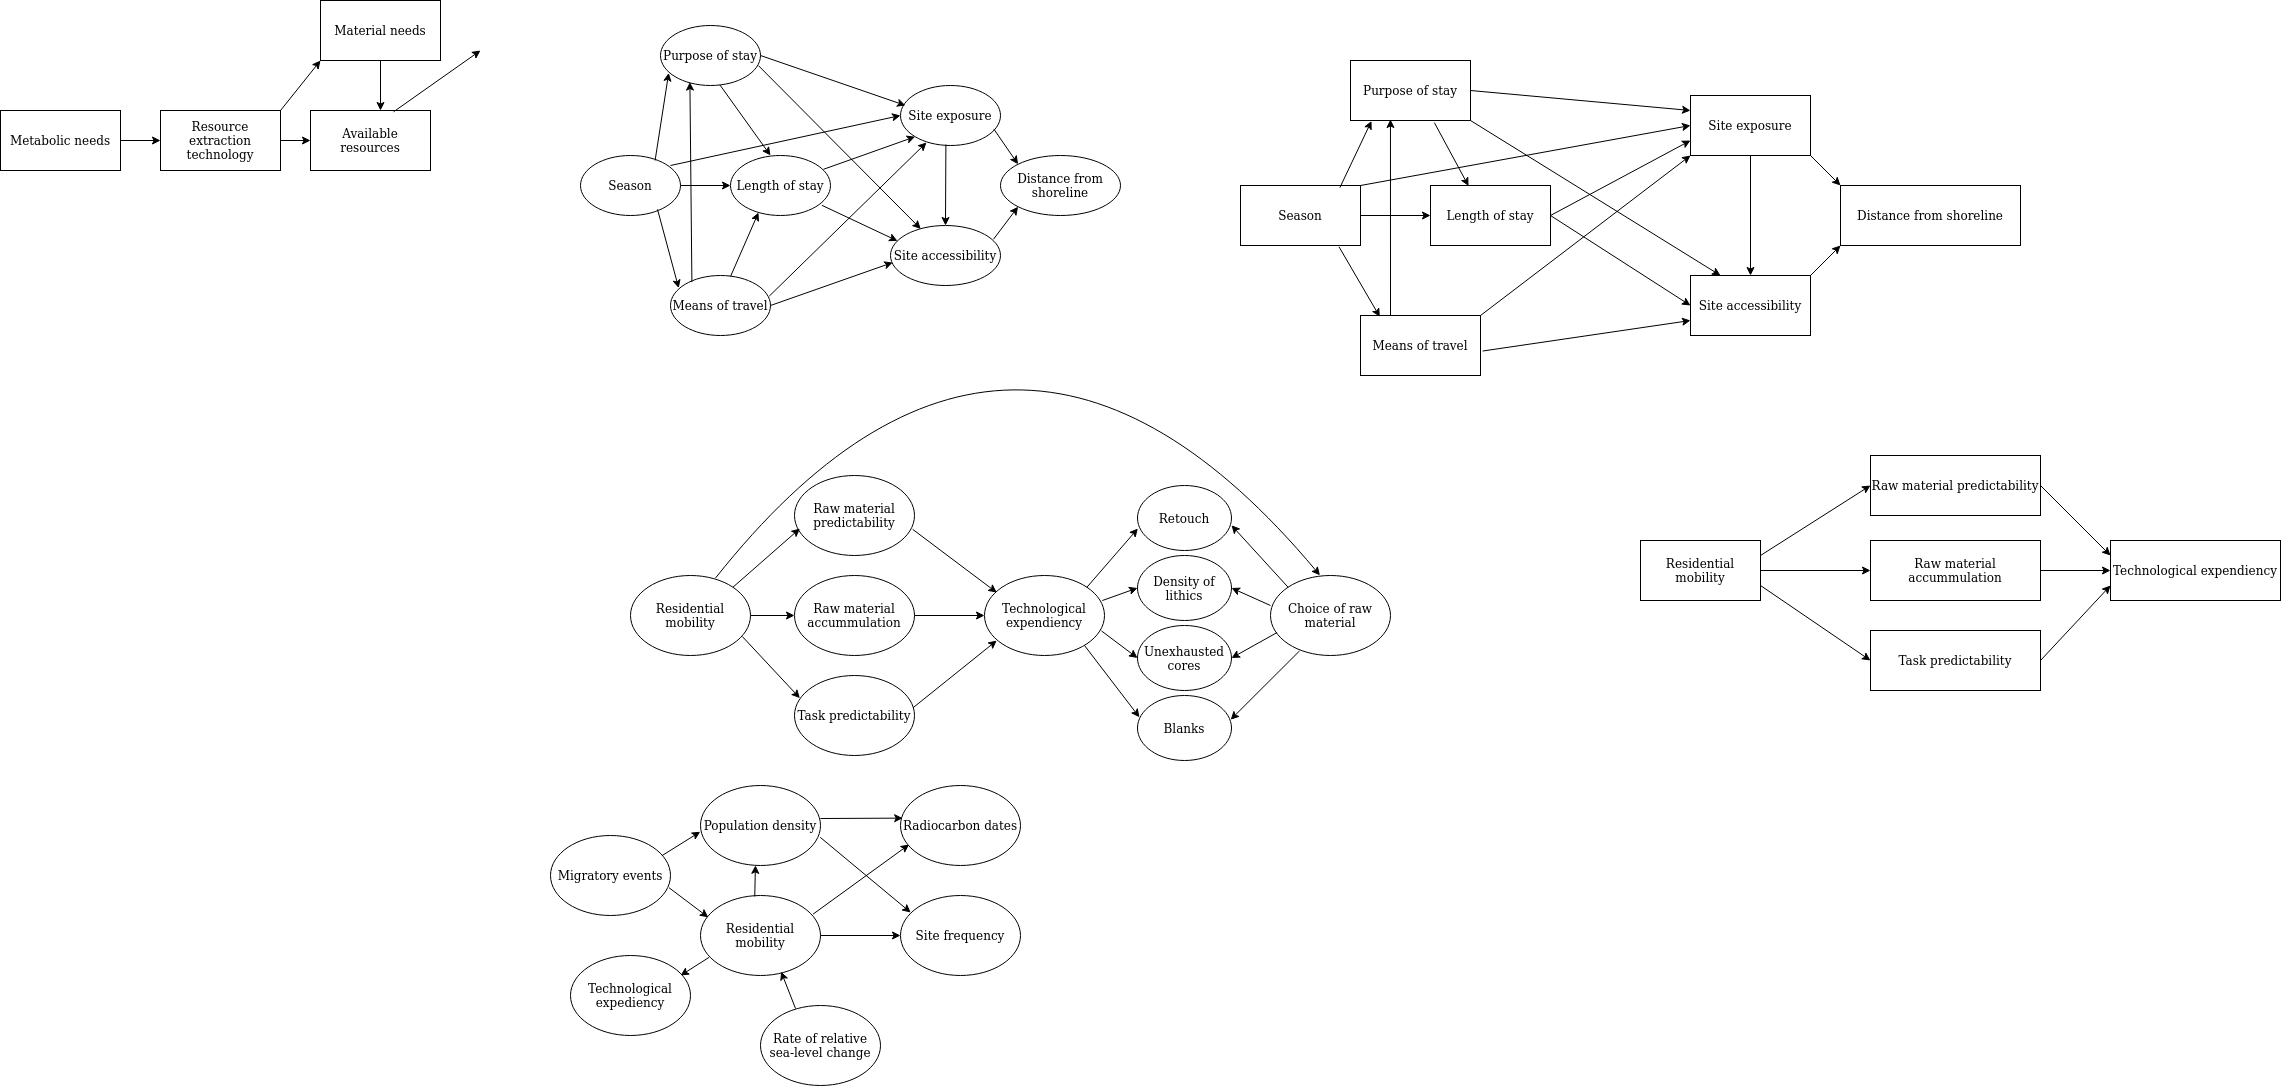 Material needs
Metabolic needs
Resource
extraction
technology
Available
resources
Purpose of stay
Site exposure
Season
Length of stay
Distance from
shoreline
Site accessibility
Means of travel
Purpose of stay
Site exposure
Season
Length of stay
Distance from shoreline
Site accessibility
Means of travel
Raw material
predictability
Retouch
Residential
mobility
Raw material
accummulation
Technological
expendiency
Density of
lithics
Choice of raw
material
Unexhausted
cores
Task predictability
Blanks
Raw material predictability
Residential
mobility
Raw material
accummulation
Technological expendiency
Task predictability
Population density
Radiocarbon dates
Migratory events
Residential
mobility
Site frequency
Technological
expediency
Rate of relative
sea-level change